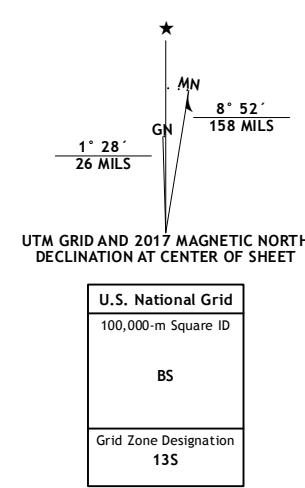 ★
MN
GN
8° 52´
158 MILS
1° 28´
26 MILS
UTM GRID AND 2017 MAGNETIC NORTH
DECLINATION AT CENTER OF SHEET
U.S. National Grid
100,000-m Square ID
BS
Grid Zone Designation
13S